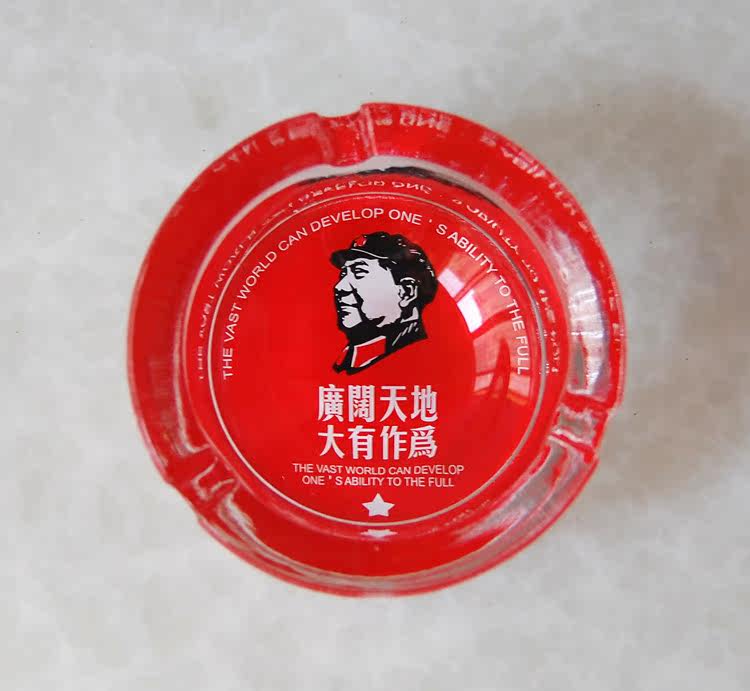 THE VAST WORLD CAN DEVELOP ONE'S ABILITY TO THE FULL
廣闊天地
大有作爲
THE VAST WORLD CAN DEVELOP
ONE'S ABILITY TO THE FULL